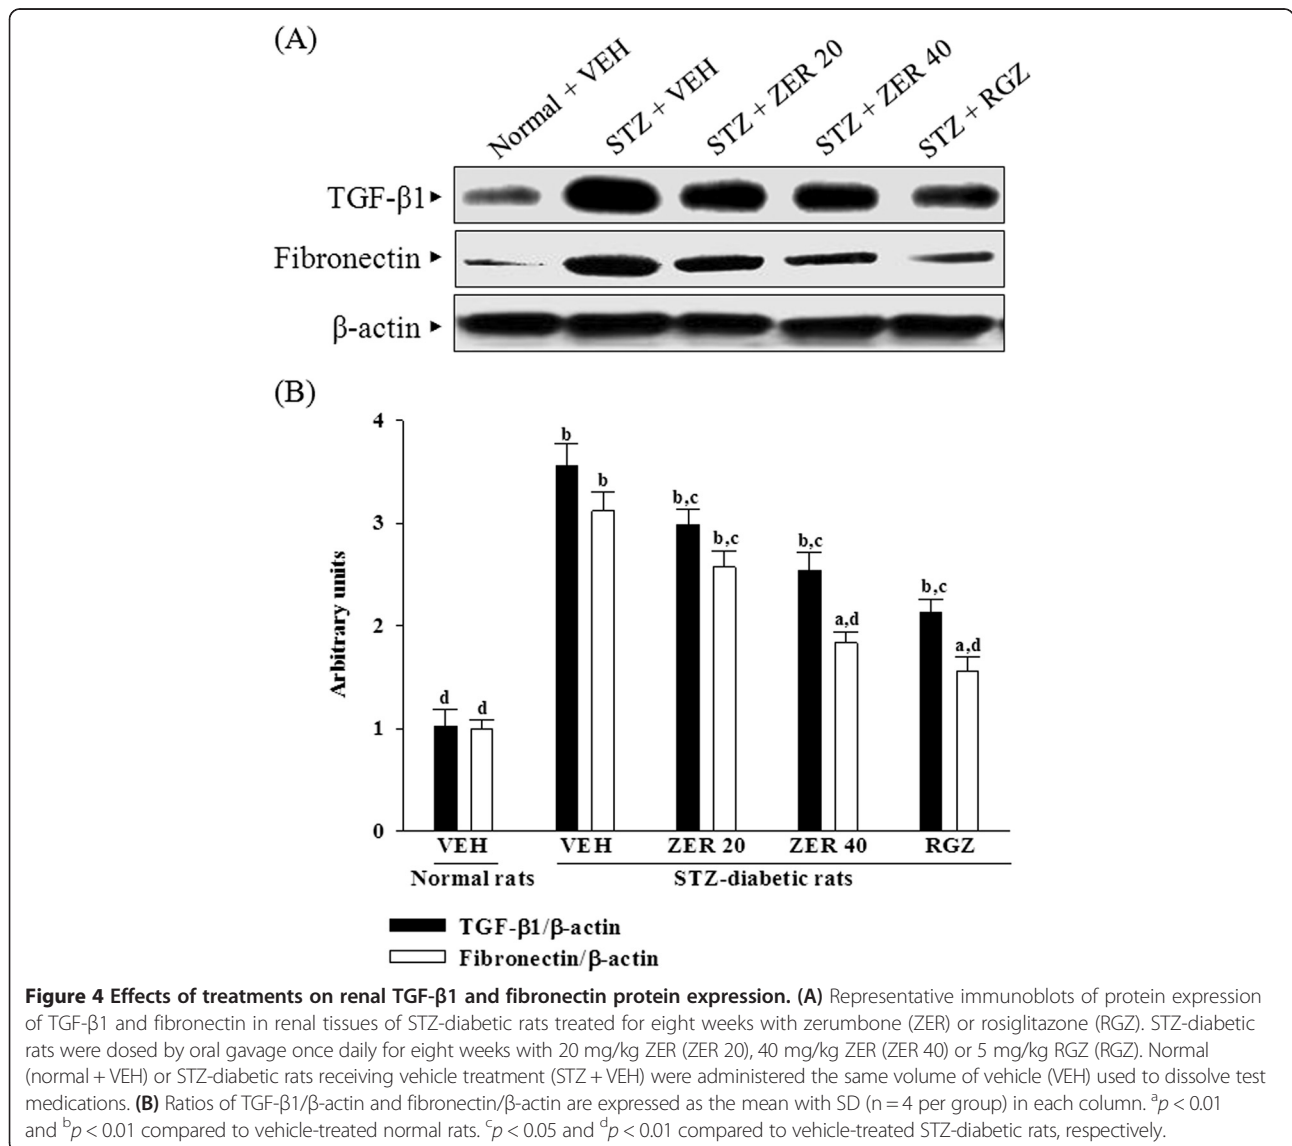 (A)
Normal + VEH
STZ + VEH
STZ + ZER 20
STZ + ZER 40
STZ + RGZ
TGF-β1
Fibronectin
β-actin
(B)
4
3
2
1
0
Arbitrary units
d d
b b
b,c b,c
b,c a,d
b,c a,d
VEH VEH ZER 20 ZER 40 RGZ
Normal rats STZ-diabetic rats
TGF-β1/β-actin
Fibronectin/β-actin
Figure 4 Effects of treatments on renal TGF-β1 and fibronectin protein expression. (A) Representative immunoblots of protein expression
of TGF-β1 and fibronectin in renal tissues of STZ-diabetic rats treated for eight weeks with zerumbone (ZER) or rosiglitazone (RGZ). STZ-diabetic
rats were dosed by oral gavage once daily for eight weeks with 20 mg/kg ZER (ZER 20), 40 mg/kg ZER (ZER 40) or 5 mg/kg RGZ (RGZ). Normal
(normal + VEH) or STZ-diabetic rats receiving vehicle treatment (STZ + VEH) were administered the same volume of vehicle (VEH) used to dissolve test
medications. (B) Ratios of TGF-β1/β-actin and fibronectin/β-actin are expressed as the mean with SD (n = 4 per group) in each column. ap < 0.01
and bp < 0.01 compared to vehicle-treated normal rats. cp < 0.05 and dp < 0.01 compared to vehicle-treated STZ-diabetic rats, respectively.